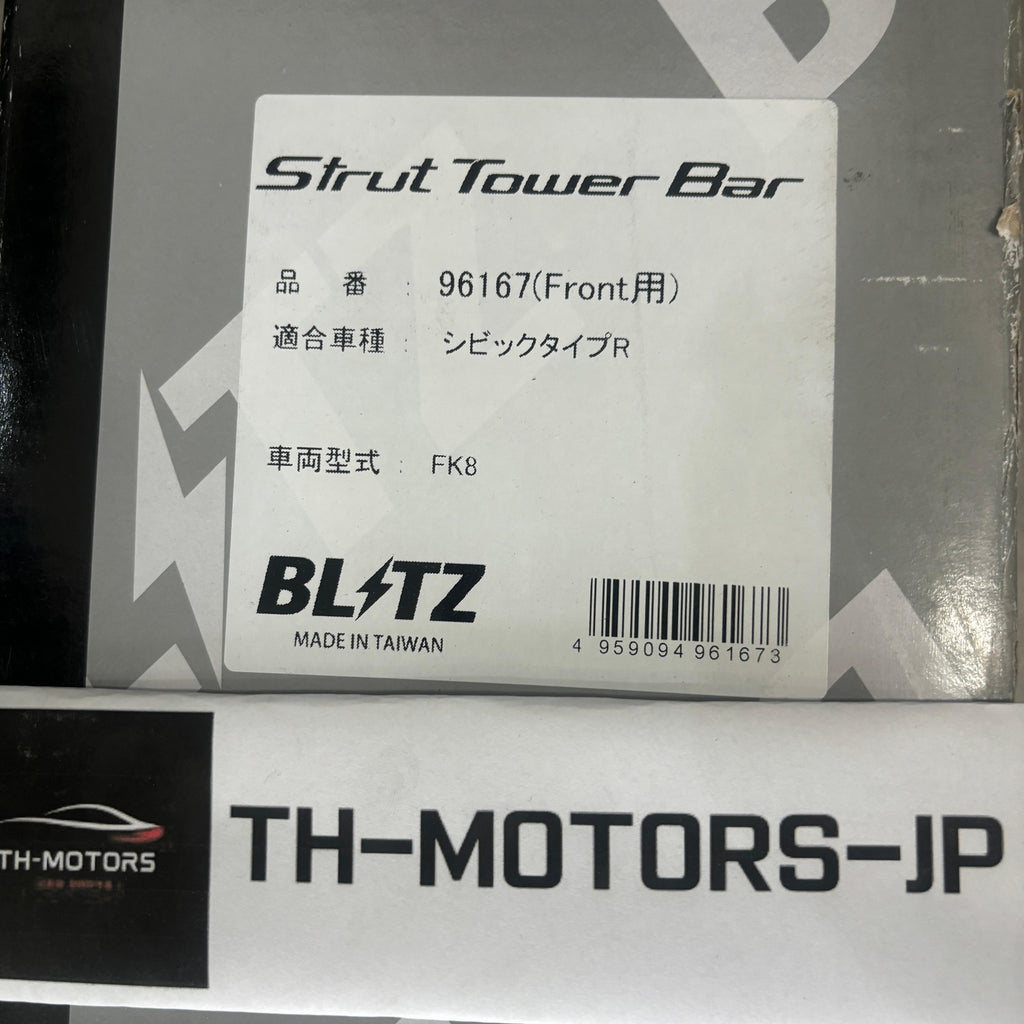 Strut Tower Bar
品 番 : 96167(Front用)
適合車種 : シビックタイプR
車両型式 : FK8
BLITZ
MADE IN TAIWAN
4 959094 961673
TH-MOTORS-JP
TH-MOTORS